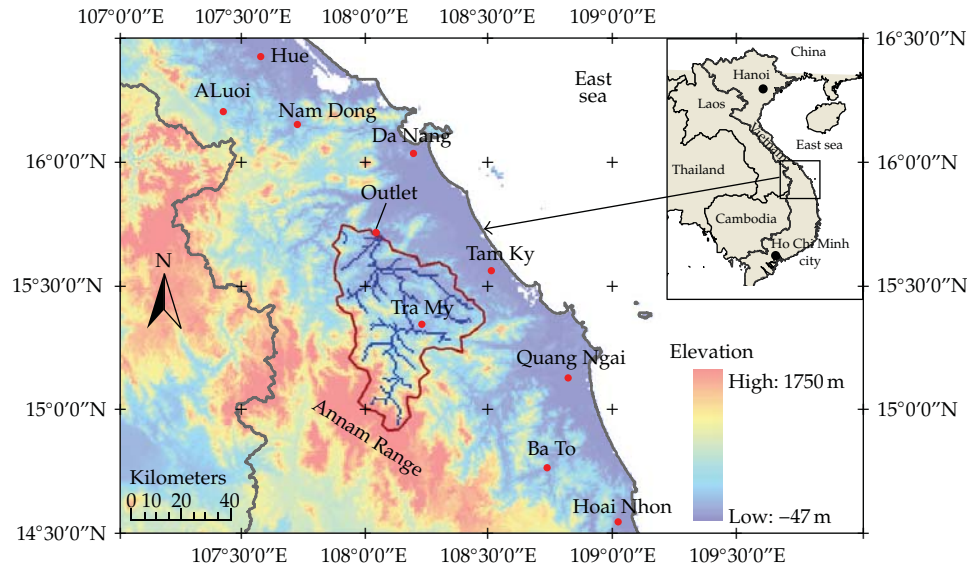 107°0′0″E 107°30′0″E 108°0′0″E 108°30′0″E 109°0′0″E
16°30′0″N
16°30′0″N
Hue
East
sea
China
Hanoi
Laos
ALuoi
Nam Dong
Da Nang
Vietnam
East sea
16°0′0″N
Thailand
Outlet
Cambodia
Ho Chi Minh
city
Tam Ky
N
15°30′0″N
15°30′0″N
Tra My
Quang Ngai
Elevation
High: 1750 m
15°0′0″N
15°0′0″N
Annam Range
Ba To
Kilometers
0 10 20 40
Hoai Nhon
Low: −47 m
14°30′0″N
107°30′0″E 108°0′0″E 108°30′0″E 109°0′0″E 109°30′0″E